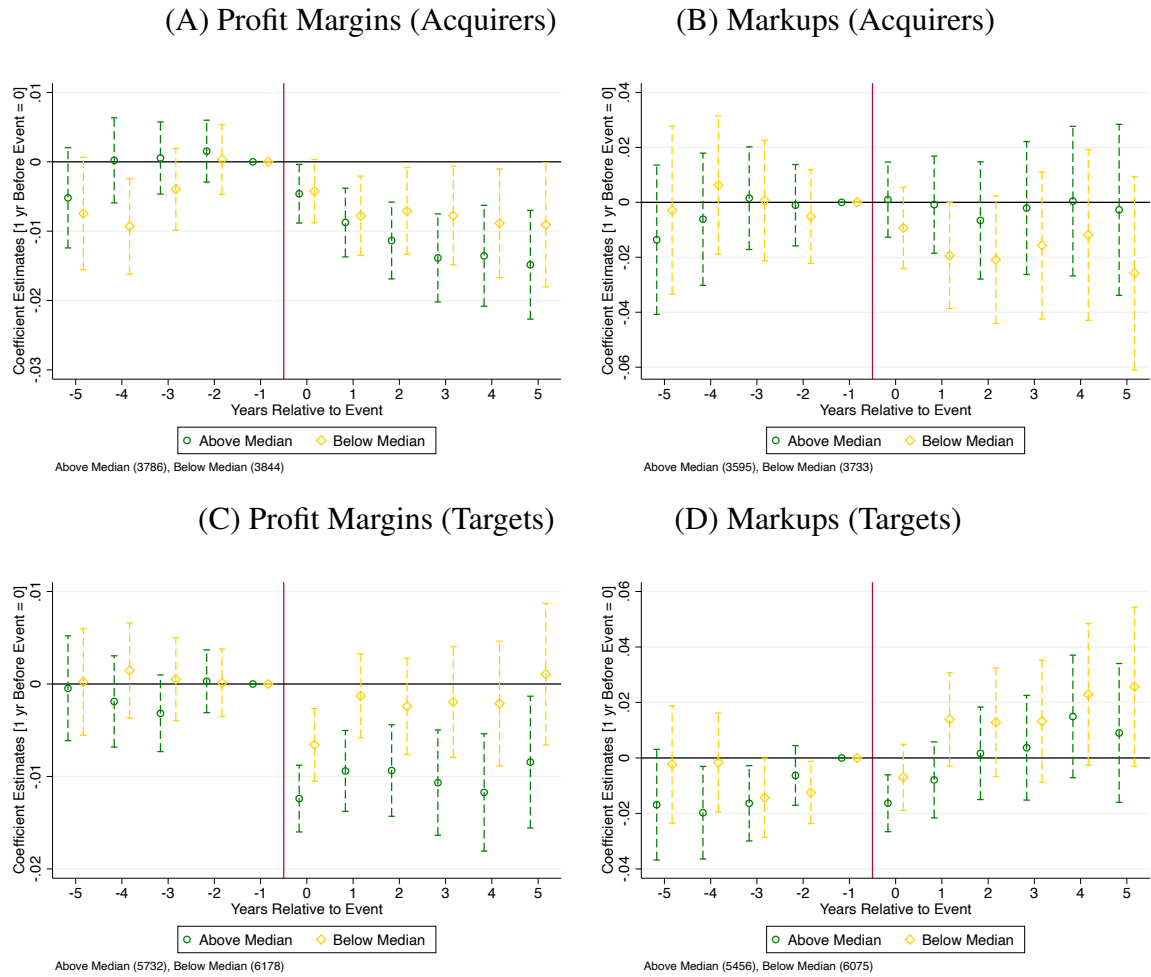 (A) Profit Margins (Acquirers)
Coefficient Estimates [1 yr Before Event = 0]
.01
0
-.01
-.02
-.03
-5 -4 -3 -2 -1 0 1 2 3 4 5
Years Relative to Event
Above Median Below Median
Above Median (3786), Below Median (3844)
(B) Markups (Acquirers)
Coefficient Estimates [1 yr Before Event = 0]
.04
.02
0
-.02
-.04
-.06
-5 -4 -3 -2 -1 0 1 2 3 4 5
Years Relative to Event
Above Median Below Median
Above Median (3595), Below Median (3733)
(C) Profit Margins (Targets)
Coefficient Estimates [1 yr Before Event = 0]
.01
0
-.01
-.02
-5 -4 -3 -2 -1 0 1 2 3 4 5
Years Relative to Event
Above Median Below Median
Above Median (5732), Below Median (6178)
(D) Markups (Targets)
Coefficient Estimates [1 yr Before Event = 0]
.06
.04
.02
0
-.02
-.04
-5 -4 -3 -2 -1 0 1 2 3 4 5
Years Relative to Event
Above Median Below Median
Above Median (5456), Below Median (6075)